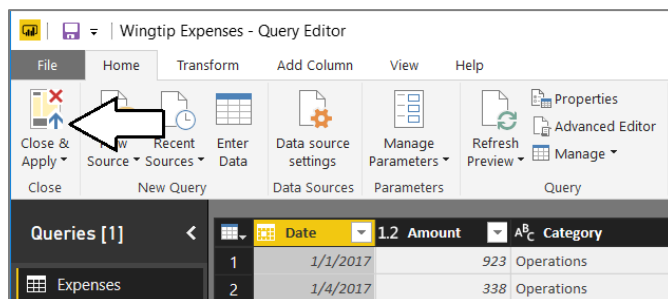 Wingtip Expenses - Query Editor
File Home Transform Add Column View Help
Close & Apply
New Source
Recent Sources
Enter Data
Data source settings
Manage Parameters
Refresh Preview
Properties
Advanced Editor
Manage
Close New Query Data Sources Parameters Query
Queries [1]
Date 1.2 Amount ABC Category
Expenses
1 1/1/2017 923 Operations
2 1/4/2017 338 Operations